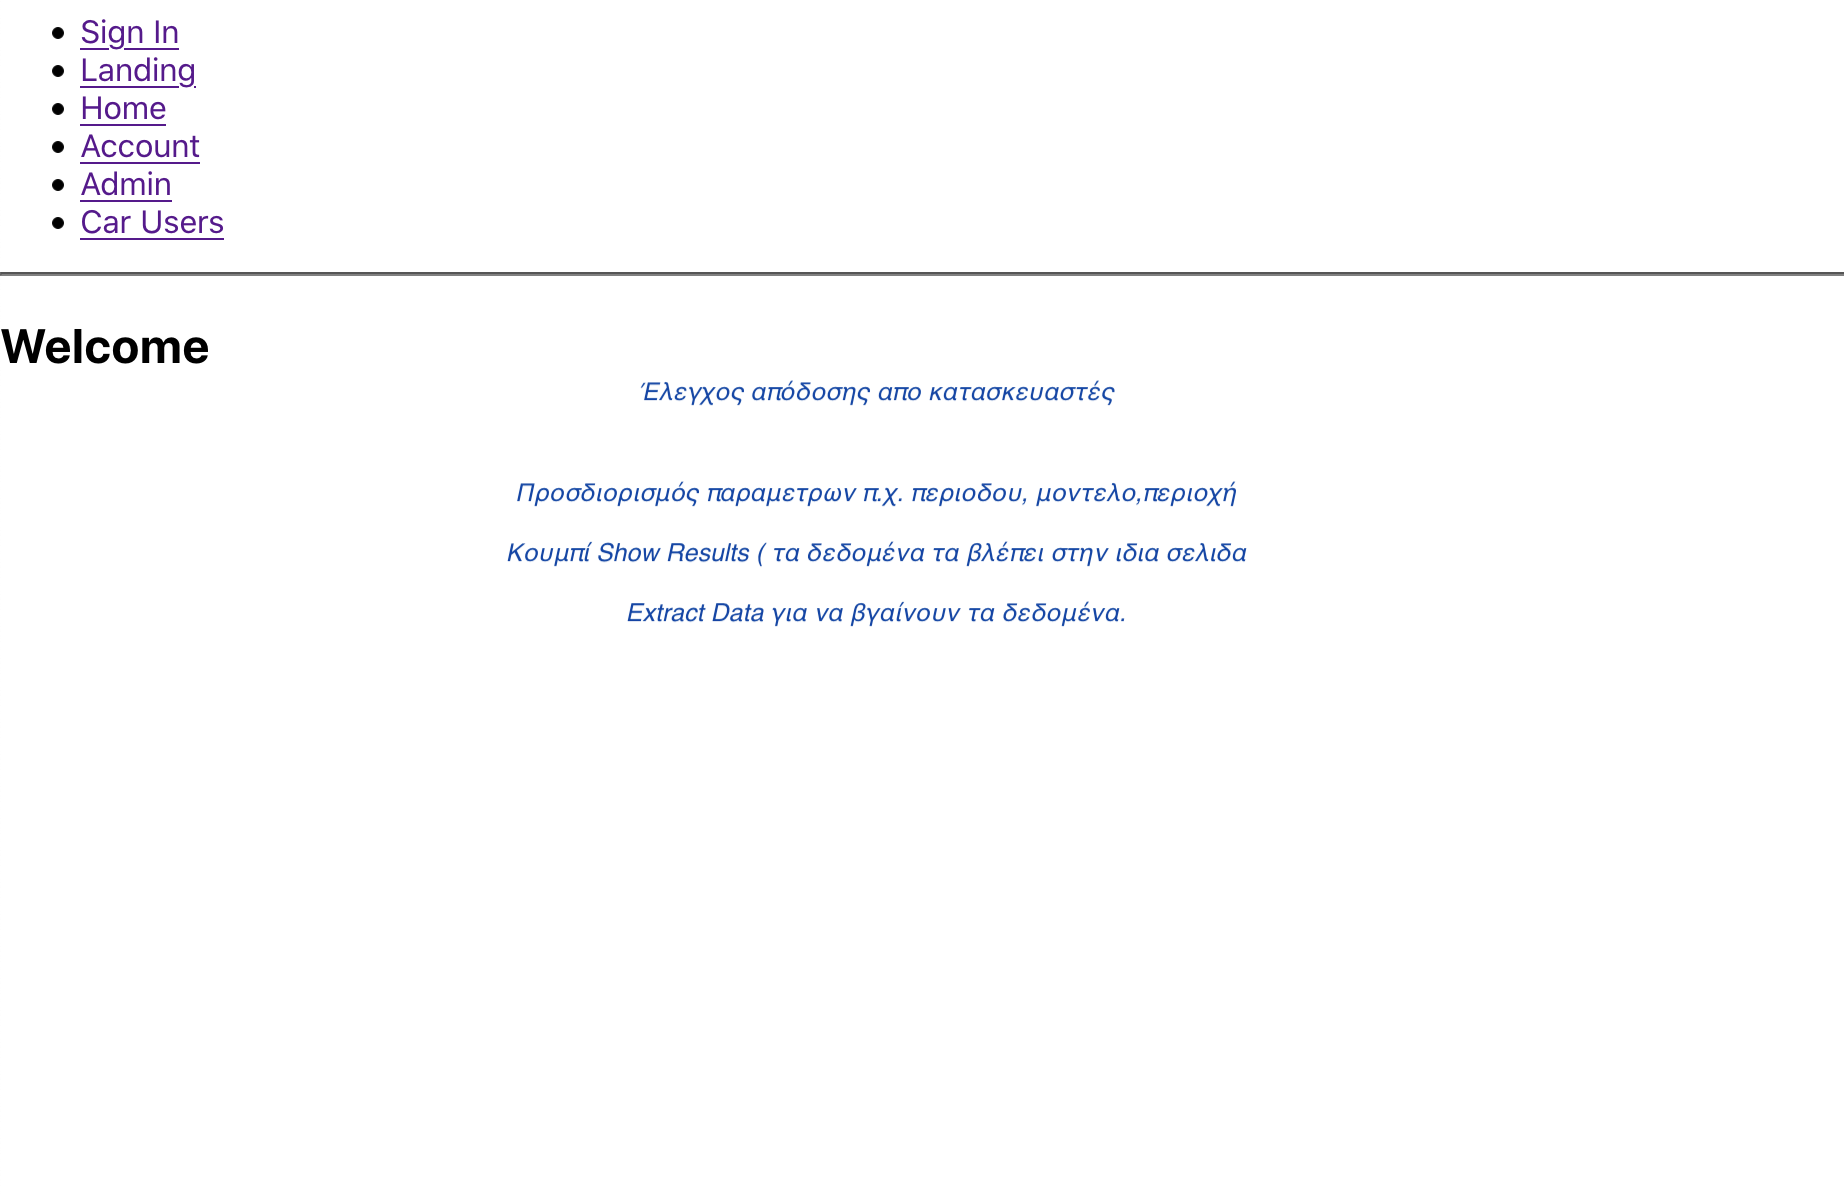 Sign In
Landing
Home
Account
Admin
Car Users
Welcome
Έλεγχος απόδοσης απο κατασκευαστές
Προσδιορισμός παραμετρων π.χ. περιοδου, μοντελο,περιοχή
Κουμπί Show Results ( τα δεδομένα τα βλέπει στην ιδια σελιδα
Extract Data για να βγαίνουν τα δεδομένα.